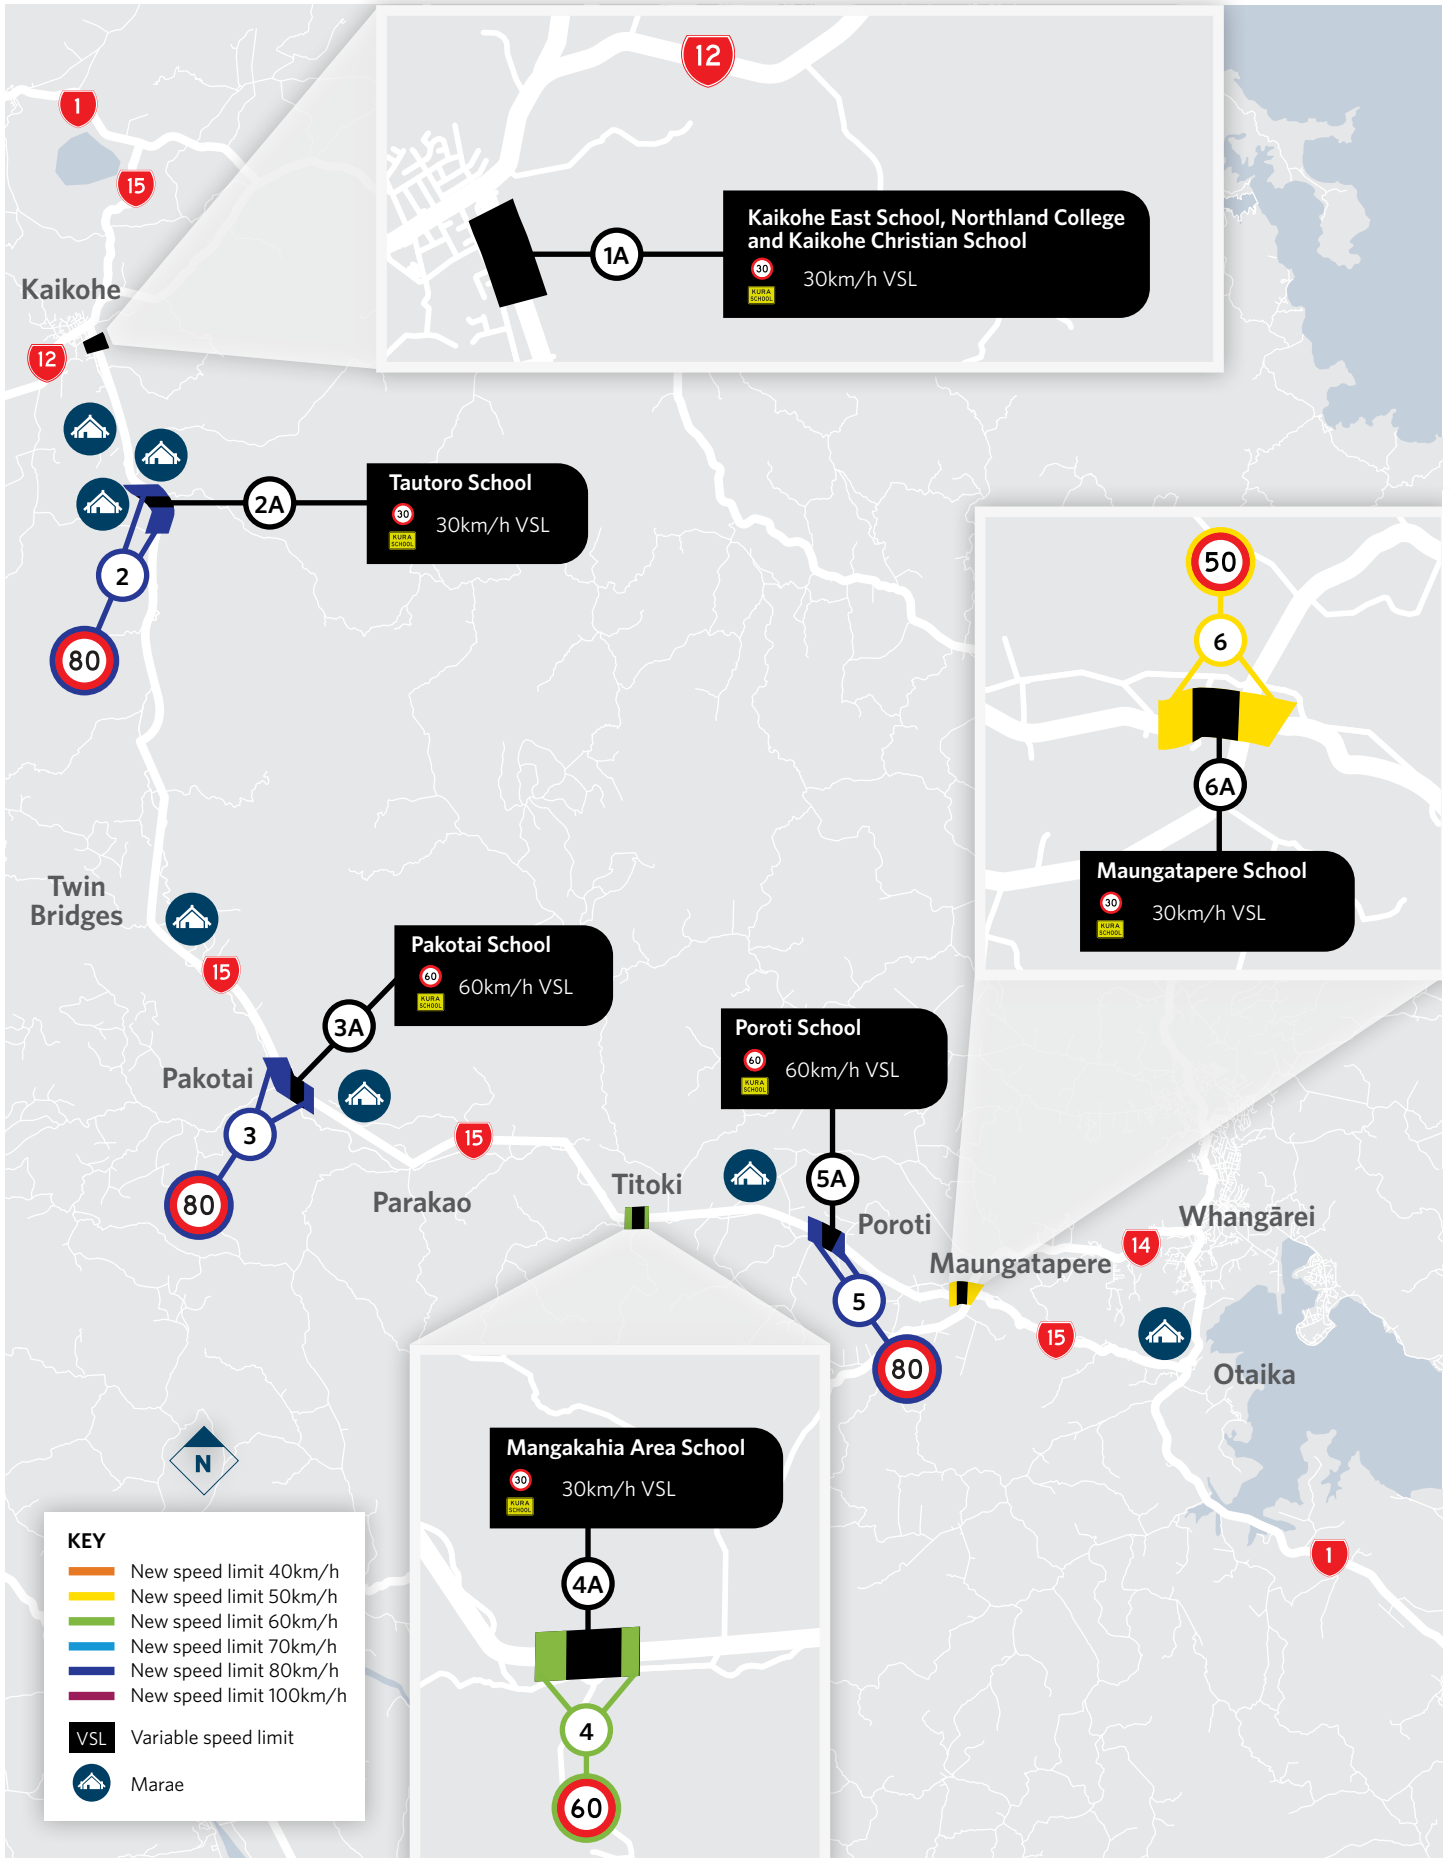 12
1
15
Kaikohe East School, Northland College
and Kaikohe Christian School
1A
30
KURA
SCHOOL
30km/h VSL
Kaikohe
12
Tautoro School
2A
30
KURA
SCHOOL
30km/h VSL
2
80
50
6
6A
Maungatapere School
30
KURA
SCHOOL
30km/h VSL
Twin
Bridges
15
Pakotai School
60
KURA
SCHOOL
60km/h VSL
3A
Pakotai
3
80
15
Parakao
Poroti School
60
KURA
SCHOOL
60km/h VSL
5A
Titoki
Poroti
5
80
Whangārei
14
Maungatapere
15
Otaika
1
Mangakahia Area School
30
KURA
SCHOOL
30km/h VSL
4A
4
60
N
KEY
New speed limit 40km/h
New speed limit 50km/h
New speed limit 60km/h
New speed limit 70km/h
New speed limit 80km/h
New speed limit 100km/h
VSL Variable speed limit
Marae